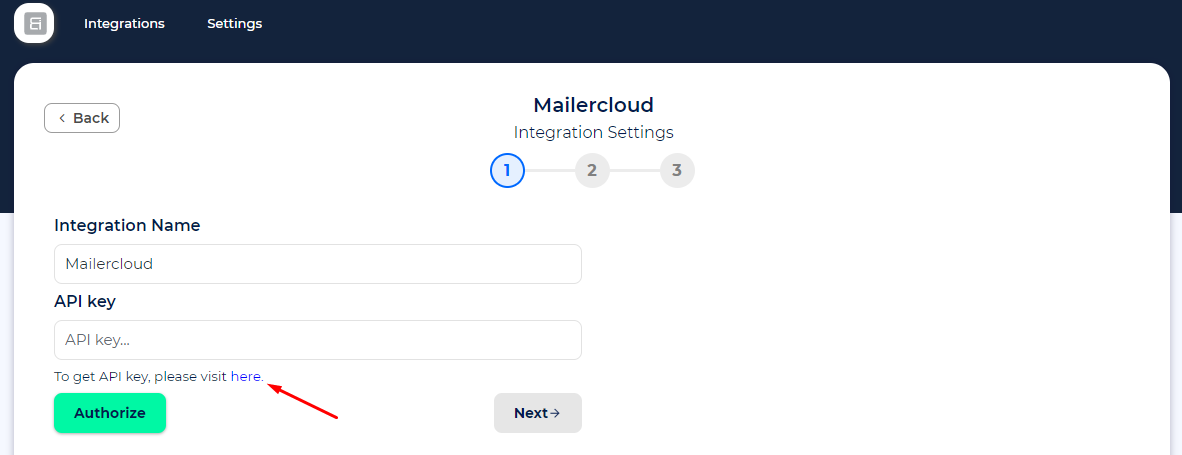 Integrations Settings
Back
Mailercloud
Integration Settings
1 2 3
Integration Name
Mailercloud
API key
API key...
To get API key, please visit here.
Authorize
Next→